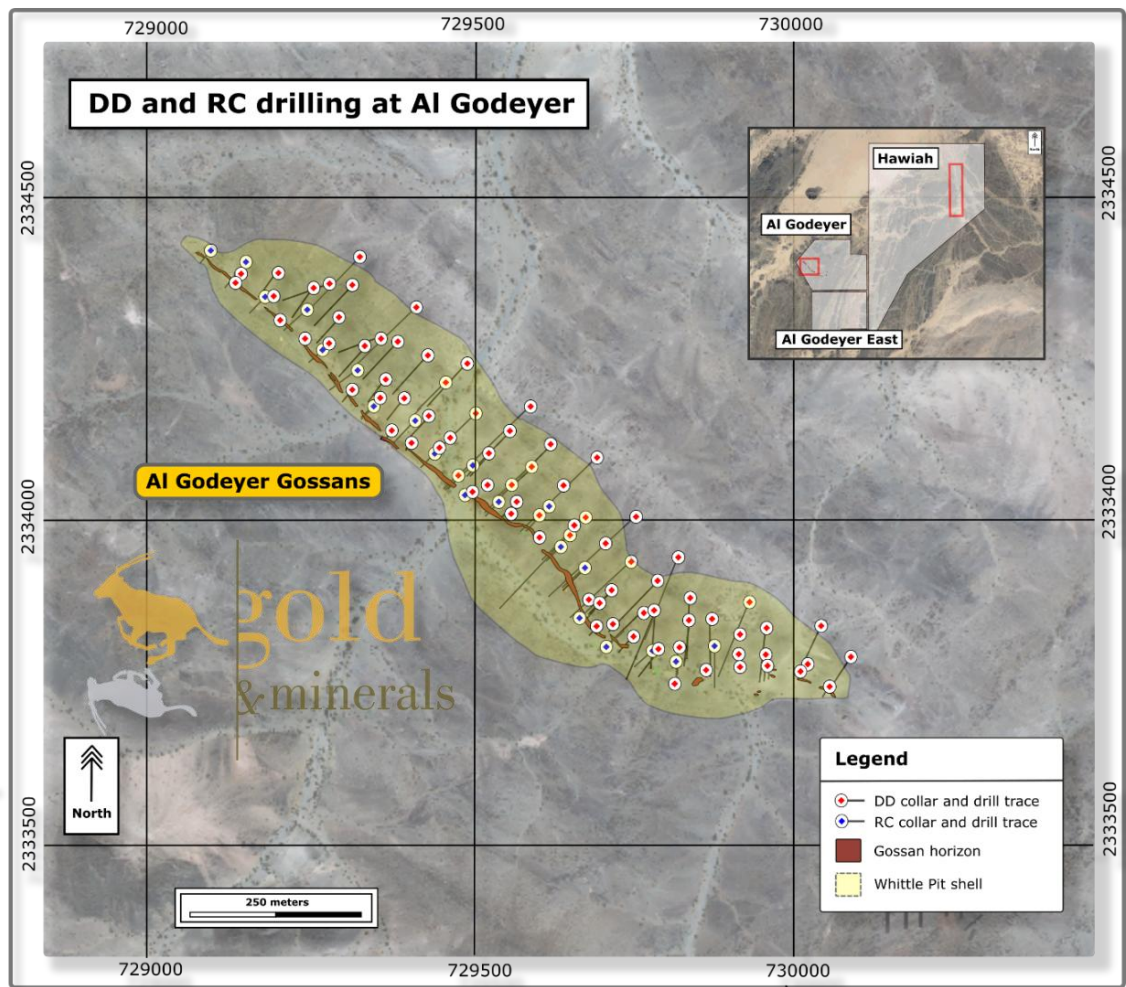 729000
729500
730000
DD and RC drilling at Al Godeyer
Hawiah
North
Al Godeyer
Al Godeyer East
2334500
2334500
Al Godeyer Gossans
2334000
2333400
gold
&minerals
North
Legend
DD collar and drill trace
RC collar and drill trace
Gossan horizon
Whittle Pit shell
2333500
2333500
250 meters
729000
729500
730000